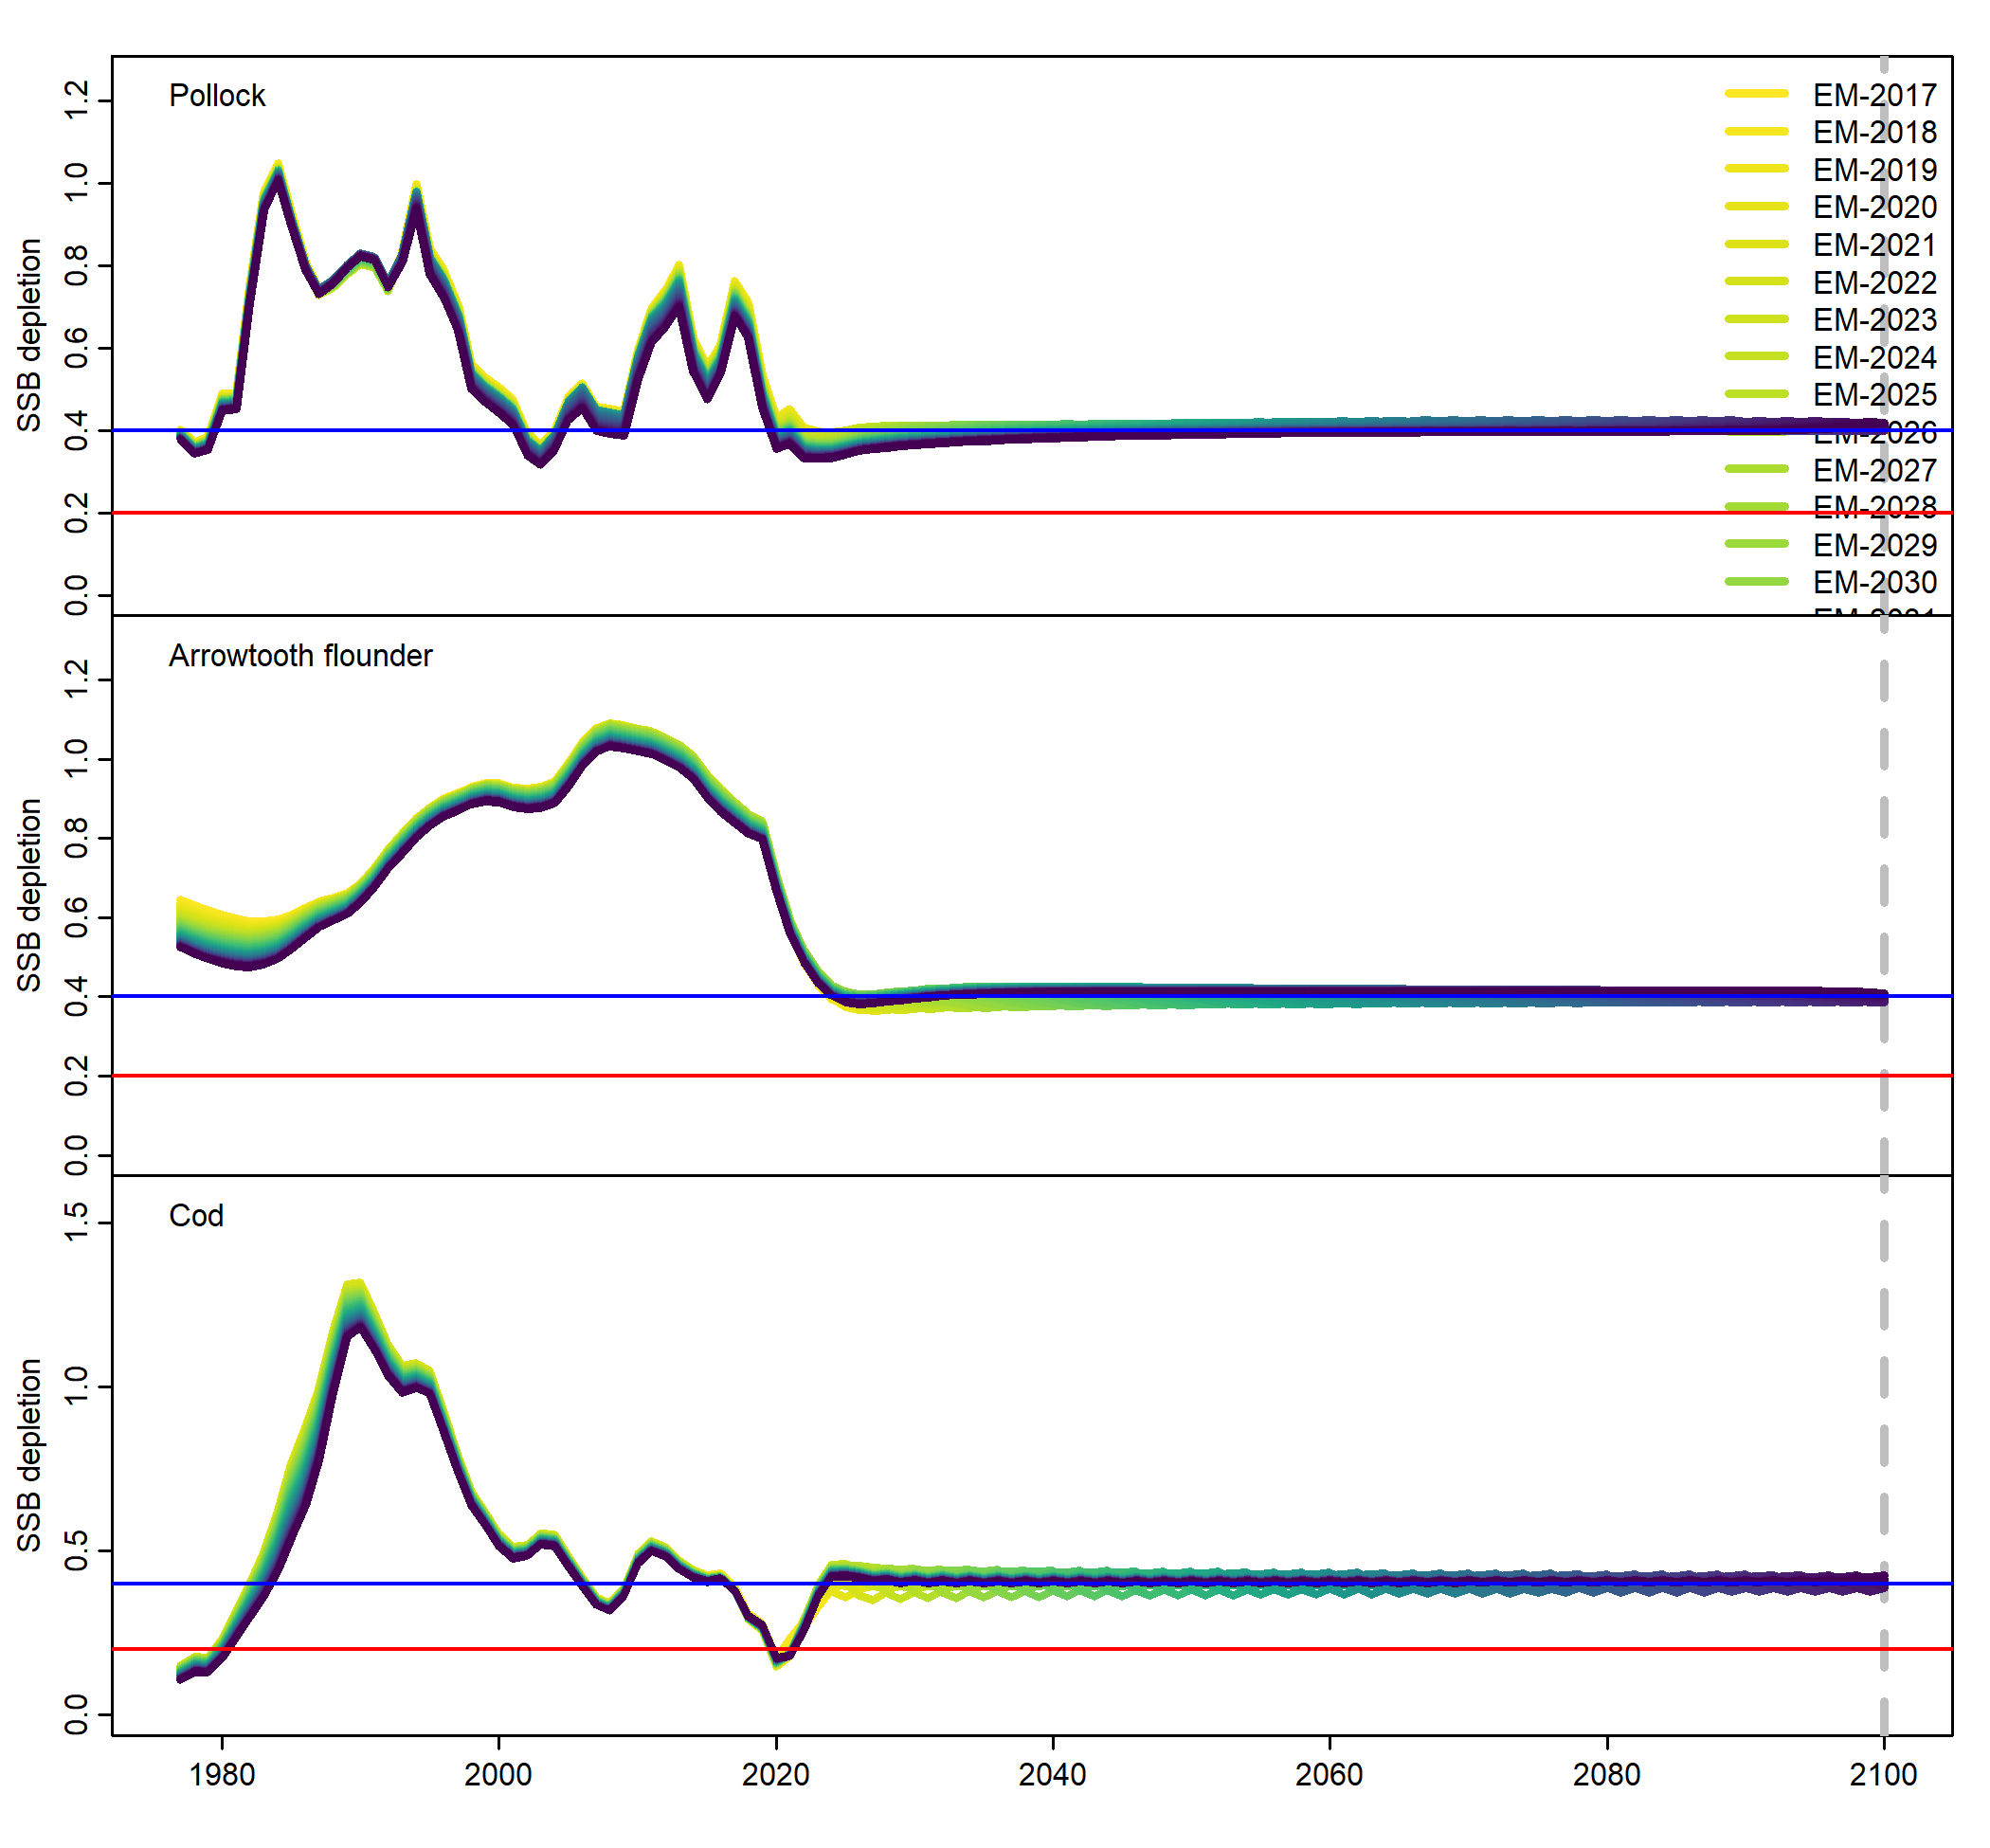 Pollock
EM-2017
EM-2018
EM-2019
EM-2020
EM-2021
EM-2022
EM-2023
EM-2024
EM-2025
EM-2026
EM-2027
EM-2028
EM-2029
EM-2030
EM-2031
SSB depletion
1.2
1.0
0.8
0.6
0.4
0.2
0.0
Arrowtooth flounder
SSB depletion
1.2
1.0
0.8
0.6
0.4
0.2
0.0
Cod
SSB depletion
1.5
1.0
0.5
0.0
1980 2000 2020 2040 2060 2080 2100